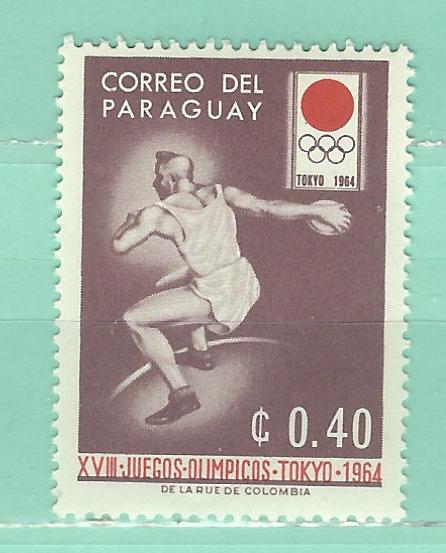 CORREO DEL
PARAGUAY
TOKYO 1964
₵ 0.40
XVIII·JUEGOS·OLIMPICOS·TOKYO·1964
DE LA RUE DE COLOMBIA